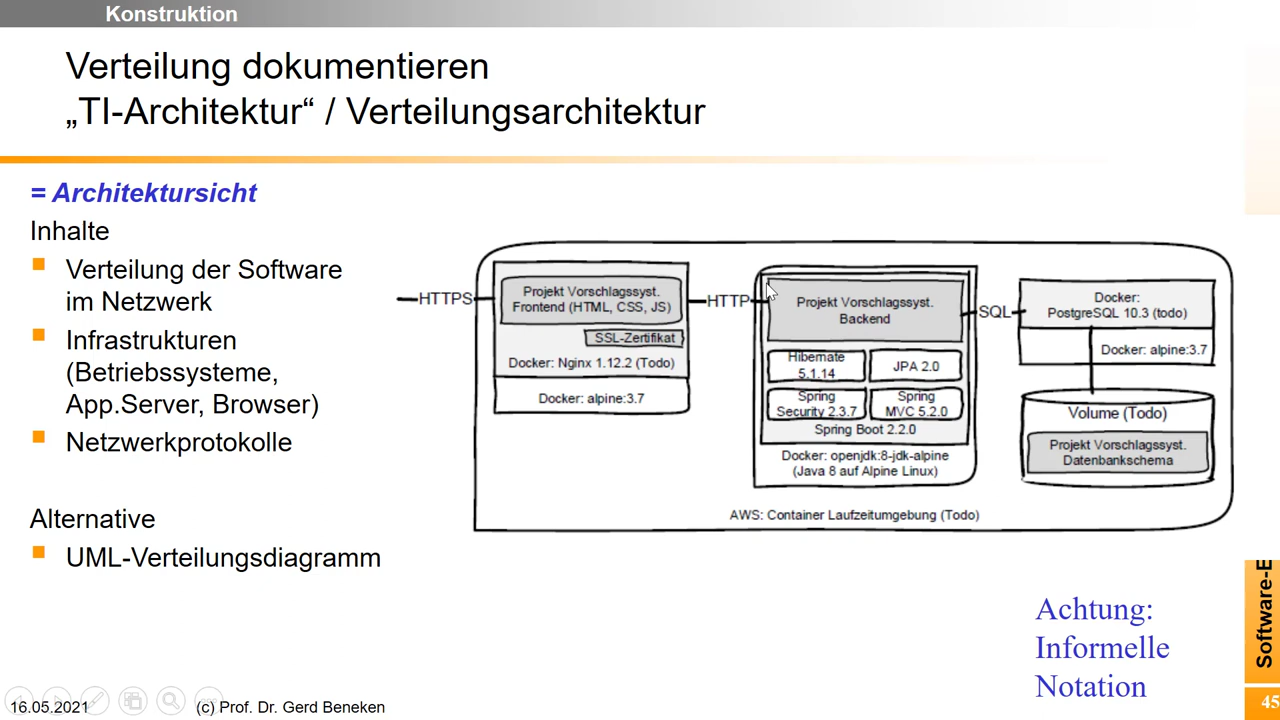 Konstruktion
Verteilung dokumentieren
„TI-Architektur“ / Verteilungsarchitektur
= Architektursicht
Inhalte
Verteilung der Software
im Netzwerk
Infrastrukturen
(Betriebssysteme,
App.Server, Browser)
Netzwerkprotokolle
Alternative
UML-Verteilungsdiagramm
HTTPS
Projekt Vorschlagssyst.
Frontend (HTML, CSS, JS)
SSL-Zertifikat
Docker: Nginx 1.12.2 (Todo)
Docker: alpine:3.7
HTTP
Projekt Vorschlagssyst.
Backend
Hibernate
5.1.14
JPA 2.0
Spring
Security 2.3.7
Spring
MVC 5.2.0
Spring Boot 2.2.0
Docker: openjdk:8-jdk-alpine
(Java 8 auf Alpine Linux)
SQL
Docker:
PostgreSQL 10.3 (todo)
Docker: alpine:3.7
Volume (Todo)
Projekt Vorschlagssyst.
Datenbankschema
AWS: Container Laufzeitumgebung (Todo)
Achtung:
Informelle
Notation
Software-E
16.05.2021
(c) Prof. Dr. Gerd Beneken
45